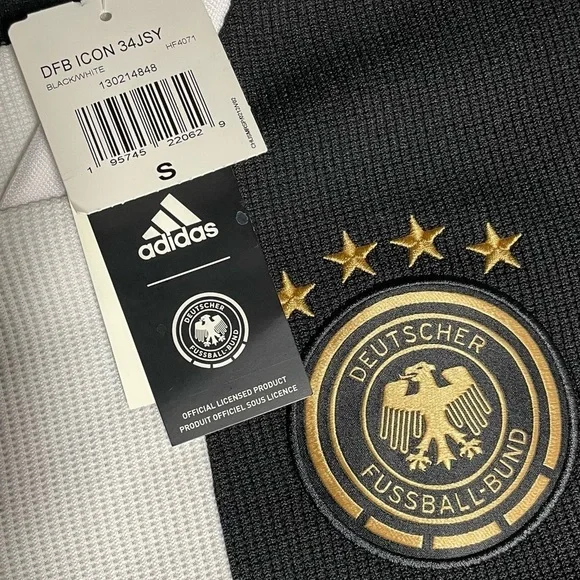 DFB ICON 34JSY
HF4071
BLACK/WHITE
130214848
1 95745 22062 9
S
adidas
DEUTSCHER
FUSSBALL-BUND
OFFICIAL LICENSED PRODUCT
PRODUIT OFFICIEL SOUS LICENCE
DEUTSCHER
FUSSBALL-BUND